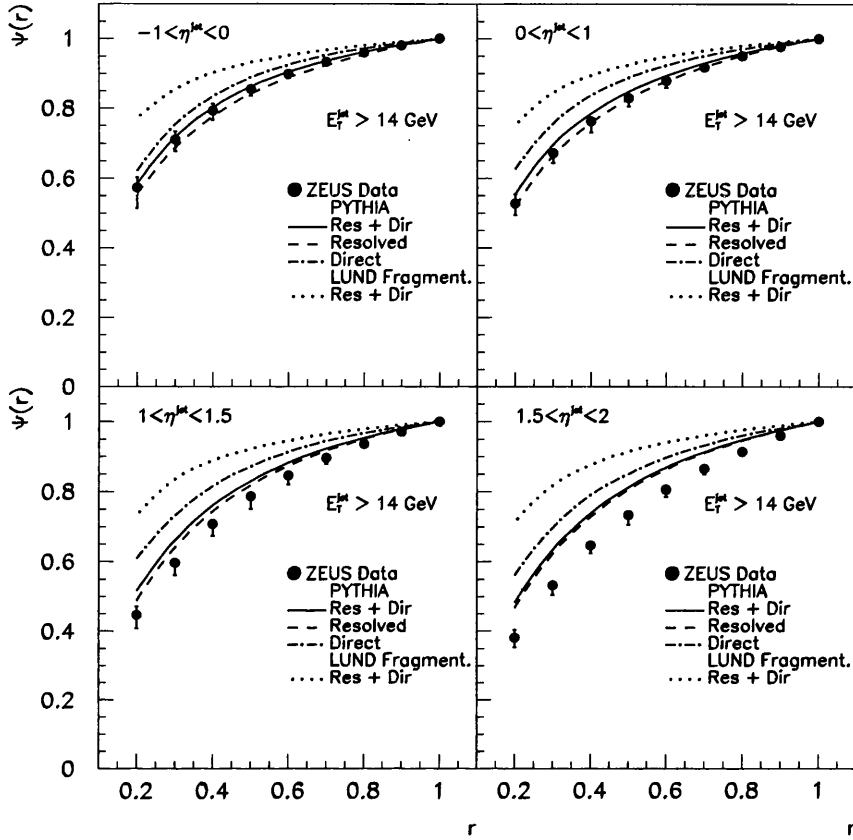 Ψ(r)
1
0.8
0.6
0.4
0.2
0
−1<η^jet<0
E_T^jet > 14 GeV
ZEUS Data
PYTHIA
Res + Dir
Resolved
Direct
LUND Fragment.
Res + Dir
0<η^jet<1
E_T^jet > 14 GeV
ZEUS Data
PYTHIA
Res + Dir
Resolved
Direct
LUND Fragment.
Res + Dir
Ψ(r)
1
0.8
0.6
0.4
0.2
0
1<η^jet<1.5
E_T^jet > 14 GeV
ZEUS Data
PYTHIA
Res + Dir
Resolved
Direct
LUND Fragment.
Res + Dir
1.5<η^jet<2
E_T^jet > 14 GeV
ZEUS Data
PYTHIA
Res + Dir
Resolved
Direct
LUND Fragment.
Res + Dir
0.2 0.4 0.6 0.8 1
0.2 0.4 0.6 0.8 1
r
r